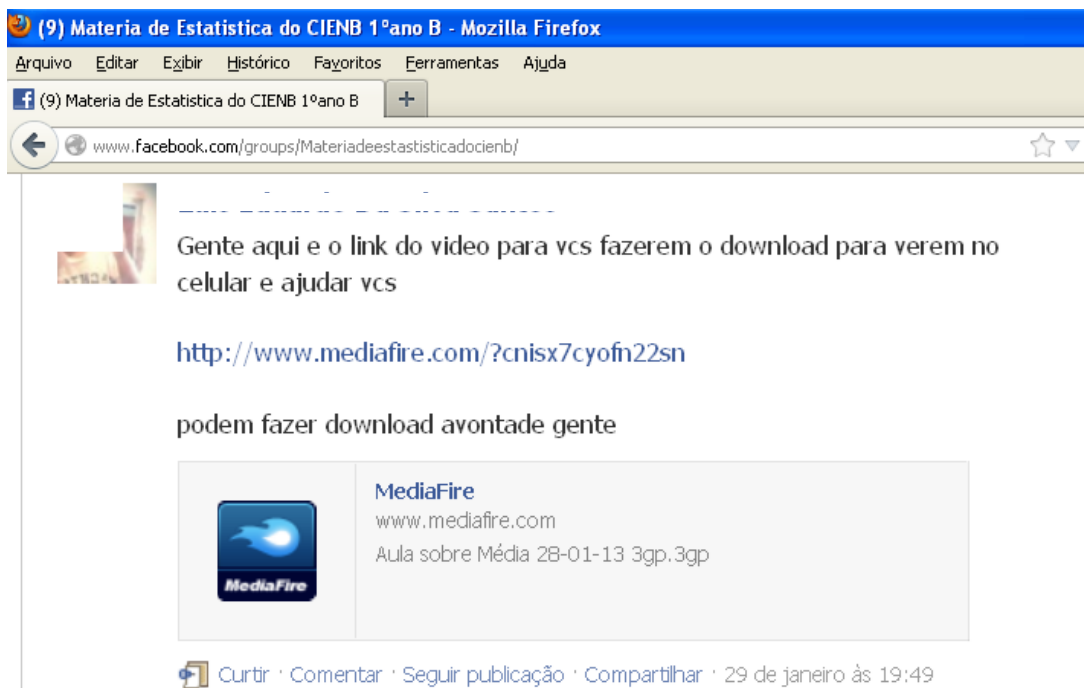 (9) Materia de Estatistica do CIENB 1ºano B - Mozilla Firefox
Arquivo Editar Exibir Histórico Favoritos Ferramentas Ajuda
(9) Materia de Estatistica do CIENB 1ºano B +
www.facebook.com/groups/Materiadeestastisticadocienb/
Gente aqui e o link do video para vcs fazerem o download para verem no
celular e ajudar vcs
http://www.mediafire.com/?cnisx7cyofn22sn
podem fazer download avontade gente
MediaFire
www.mediafire.com
Aula sobre Média 28-01-13 3gp.3gp
MediaFire
Curtir · Comentar · Seguir publicação · Compartilhar · 29 de janeiro às 19:49